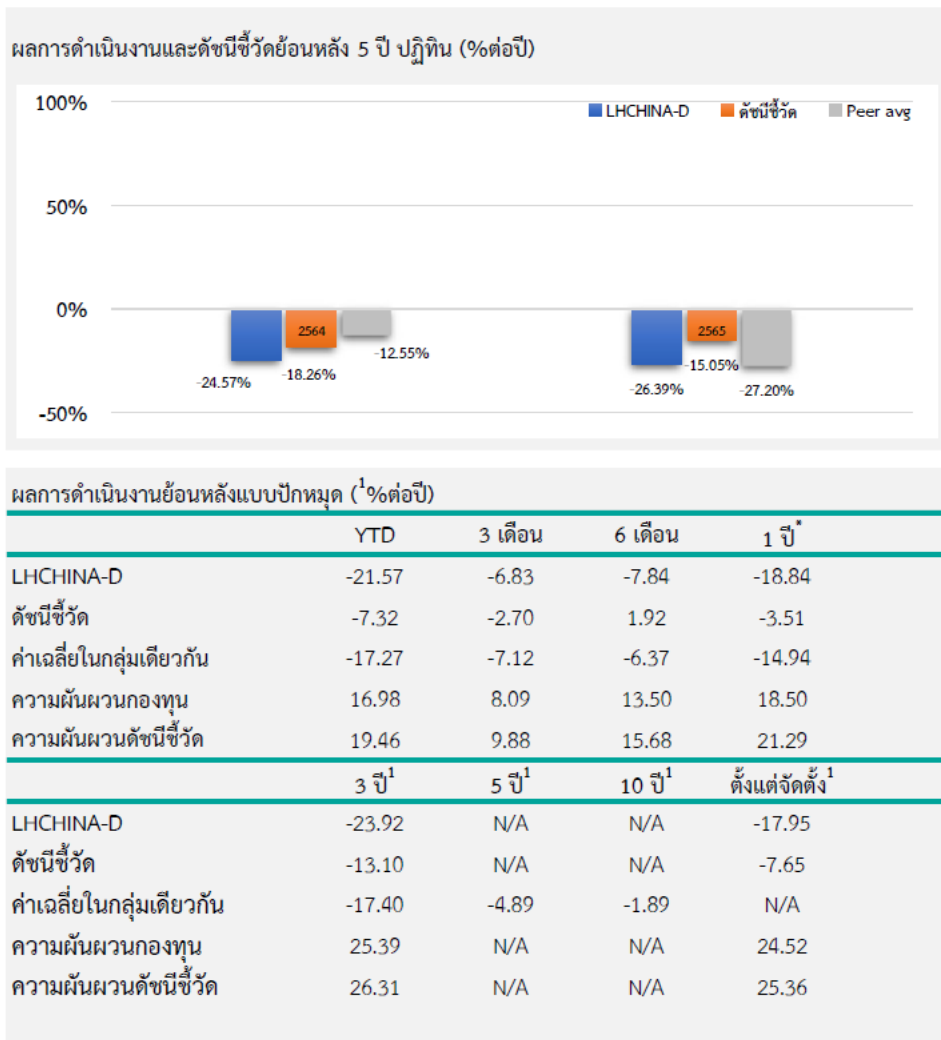 ผลการดำเนินงานและดัชนีชี้วัดย้อนหลัง 5 ปี ปฏิทิน (%ต่อปี)
100%
LHCHINA-D ดัชนีชี้วัด Peer avg
50%
0%
2564 2565
-24.57% -18.26% -12.55% -26.39% -15.05% -27.20%
-50%
ผลการดำเนินงานย้อนหลังแบบปักหมุด (¹%ต่อปี)
YTD 3 เดือน 6 เดือน 1 ปี*
LHCHINA-D -21.57 -6.83 -7.84 -18.84
ดัชนีชี้วัด -7.32 -2.70 1.92 -3.51
ค่าเฉลี่ยในกลุ่มเดียวกัน -17.27 -7.12 -6.37 -14.94
ความผันผวนกองทุน 16.98 8.09 13.50 18.50
ความผันผวนดัชนีชี้วัด 19.46 9.88 15.68 21.29
3 ปี¹ 5 ปี¹ 10 ปี¹ ตั้งแต่จัดตั้ง¹
LHCHINA-D -23.92 N/A N/A -17.95
ดัชนีชี้วัด -13.10 N/A N/A -7.65
ค่าเฉลี่ยในกลุ่มเดียวกัน -17.40 -4.89 -1.89 N/A
ความผันผวนกองทุน 25.39 N/A N/A 24.52
ความผันผวนดัชนีชี้วัด 26.31 N/A N/A 25.36